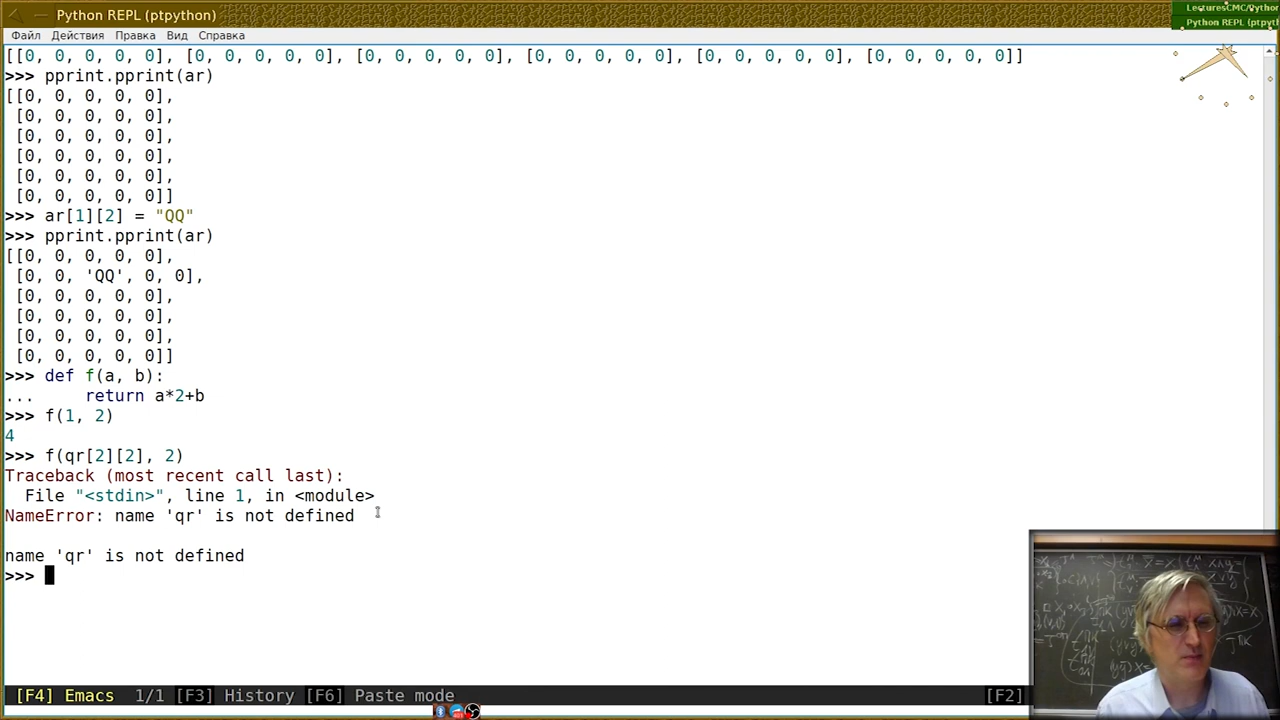 Python REPL (ptpython)
LecturesCMC/Python
Python REPL (ptpyth
Файл Действия Правка Вид Справка
[[0, 0, 0, 0, 0], [0, 0, 0, 0, 0], [0, 0, 0, 0, 0], [0, 0, 0, 0, 0], [0, 0, 0, 0, 0], [0, 0, 0, 0, 0]]
>>> pprint.pprint(ar)
[[0, 0, 0, 0, 0],
[0, 0, 0, 0, 0],
[0, 0, 0, 0, 0],
[0, 0, 0, 0, 0],
[0, 0, 0, 0, 0],
[0, 0, 0, 0, 0]]
>>> ar[1][2] = "QQ"
>>> pprint.pprint(ar)
[[0, 0, 0, 0, 0],
[0, 0, 'QQ', 0, 0],
[0, 0, 0, 0, 0],
[0, 0, 0, 0, 0],
[0, 0, 0, 0, 0],
[0, 0, 0, 0, 0]]
>>> def f(a, b):
... return a*2+b
>>> f(1, 2)
4
>>> f(qr[2][2], 2)
Traceback (most recent call last):
File "<stdin>", line 1, in <module>
NameError: name 'qr' is not defined
name 'qr' is not defined
>>>
[F4] Emacs 1/1 [F3] History [F6] Paste mode [F2]